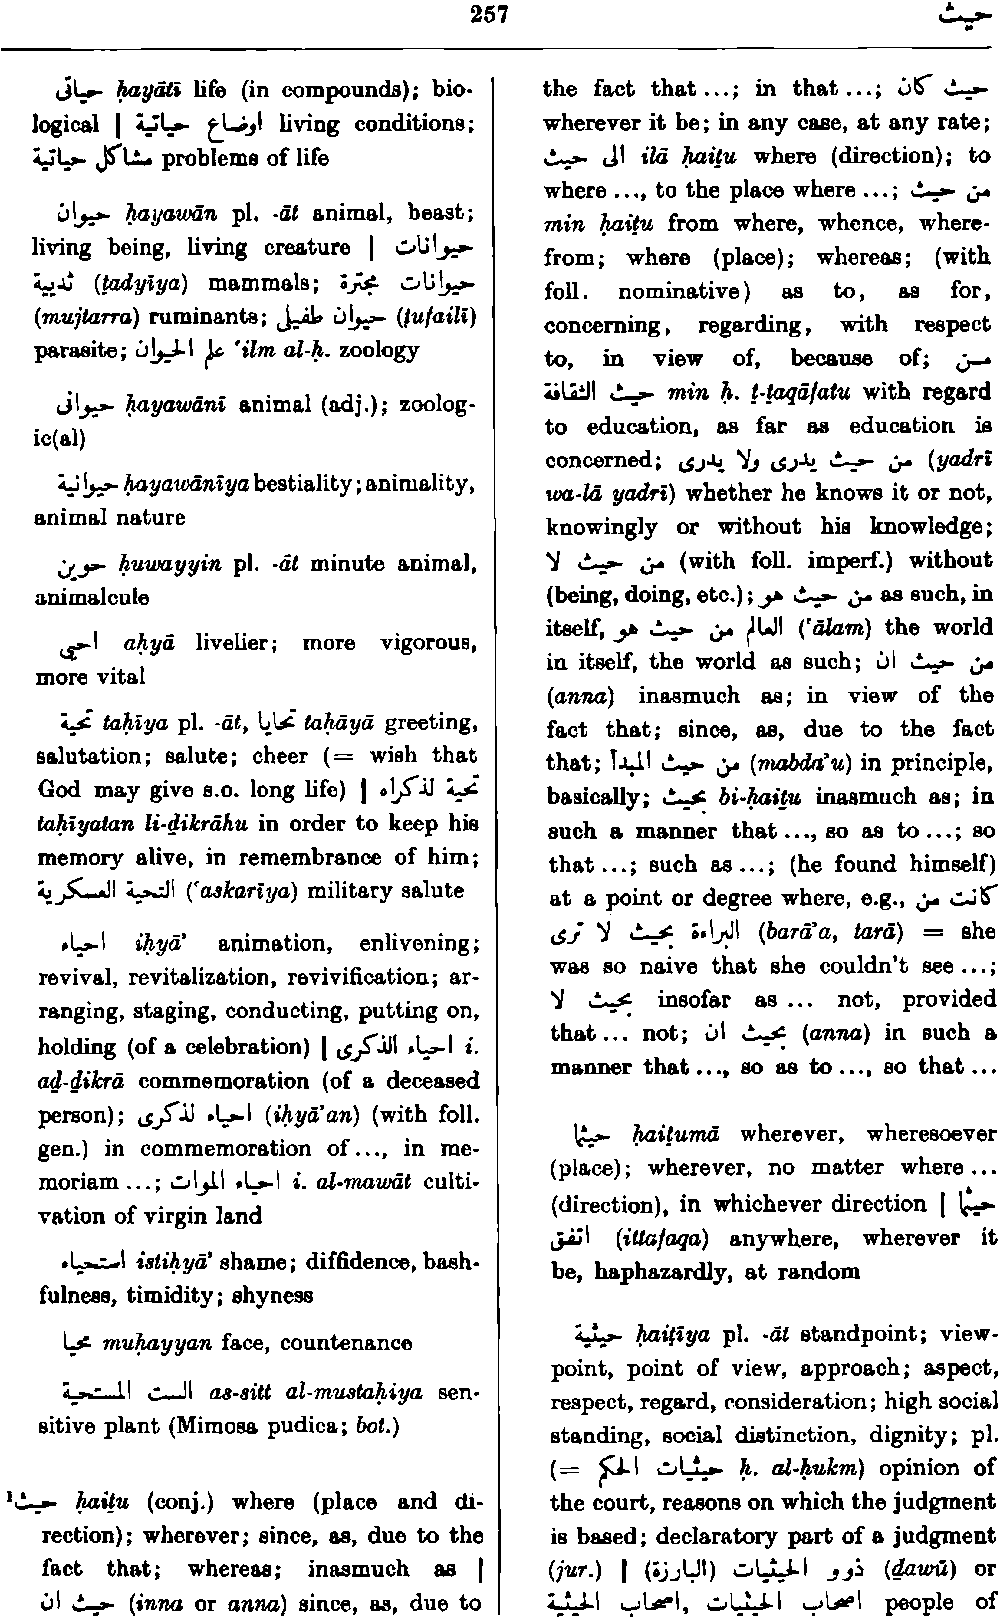 257
حيث
حياتى ḥayātī life (in compounds); bio-
logical | اوضاع حياتية living conditions;
مشاكل حياتية problems of life
حيوان ḥayawān pl. -āt animal, beast;
living being, living creature | حيوانات
ثديية (ṯadyīya) mammals; حيوانات مجترة
(mujtarra) ruminants; حيوان طفيلى (ṭufailī)
parasite; علم الحيوان ʿilm al-ḥ. zoology
حيوانى ḥayawānī animal (adj.); zoolog-
ic(al)
حيوانية ḥayawānīya bestiality; animality,
animal nature
حوين ḥuwayyin pl. -āt minute animal,
animalcule
احيى aḥyā livelier; more vigorous,
more vital
تحية taḥīya pl. -āt, تحايا taḥāyā greeting,
salutation; salute; cheer (= wish that
God may give s.o. long life) | تحية لذكراه
taḥīyatan li-ḏikrāhu in order to keep his
memory alive, in remembrance of him;
التحية العسكرية (ʿaskarīya) military salute
احياء iḥyāʾ animation, enlivening;
revival, revitalization, revivification; ar-
ranging, staging, conducting, putting on,
holding (of a celebration) | احياء الذكرى i.
aḏ-ḏikrā commemoration (of a deceased
person); احياء لذكرى (iḥyāʾan) (with foll.
gen.) in commemoration of ..., in me-
moriam ...; احياء الموات i. al-mawāt culti-
vation of virgin land
استحياء istiḥyāʾ shame; diffidence, bash-
fulness, timidity; shyness
محيا muḥayyan face, countenance
الست المستحية as-sitt al-mustaḥiya sen-
sitive plant (Mimosa pudica; bot.)
¹حيث ḥaiṯu (conj.) where (place and di-
rection); wherever; since, as, due to the
fact that; whereas; inasmuch as |
حيث ان (inna or anna) since, as, due to
the fact that ...; in that ...; حيث كان
wherever it be; in any case, at any rate;
الى حيث ilā ḥaiṯu where (direction); to
where ..., to the place where ...; من حيث
min ḥaiṯu from where, whence, where-
from; where (place); whereas; (with
foll. nominative) as to, as for,
concerning, regarding, with respect
to, in view of, because of; من
حيث الثقافة min ḥ. ṯ-ṯaqāfatu with regard
to education, as far as education is
concerned; من حيث يدرى ولا يدرى (yadrī
wa-lā yadrī) whether he knows it or not,
knowingly or without his knowledge;
من حيث لا (with foll. imperf.) without
(being, doing, etc.); من حيث هو as such, in
itself, العالم من حيث هو (ʿālam) the world
in itself, the world as such; من حيث ان
(anna) inasmuch as; in view of the
fact that; since, as, due to the fact
that; من حيث المبدأ (mabdaʾu) in principle,
basically; بحيث bi-ḥaiṯu inasmuch as; in
such a manner that ..., so as to ...; so
that ...; such as ...; (he found himself)
at a point or degree where, e.g., كانت من
البراءة بحيث لا ترى (barāʾa, tarā) = she
was so naive that she couldn't see ...;
بحيث لا insofar as ... not, provided
that ... not; بحيث ان (anna) in such a
manner that ..., so as to ..., so that ...
حيثما ḥaiṯumā wherever, wheresoever
(place); wherever, no matter where ...
(direction), in whichever direction | حيثما
اتفق (ittafaqa) anywhere, wherever it
be, haphazardly, at random
حيثية ḥaiṯīya pl. -āt standpoint; view-
point, point of view, approach; aspect,
respect, regard, consideration; high social
standing, social distinction, dignity; pl.
(= حيثيات الحكم ḥ. al-ḥukm) opinion of
the court, reasons on which the judgment
is based; declaratory part of a judgment
(jur.) | ذوو الحيثيات (البارزة) (ḏawū) or
اصحاب الحيثيات, اصحاب الحيثية people of